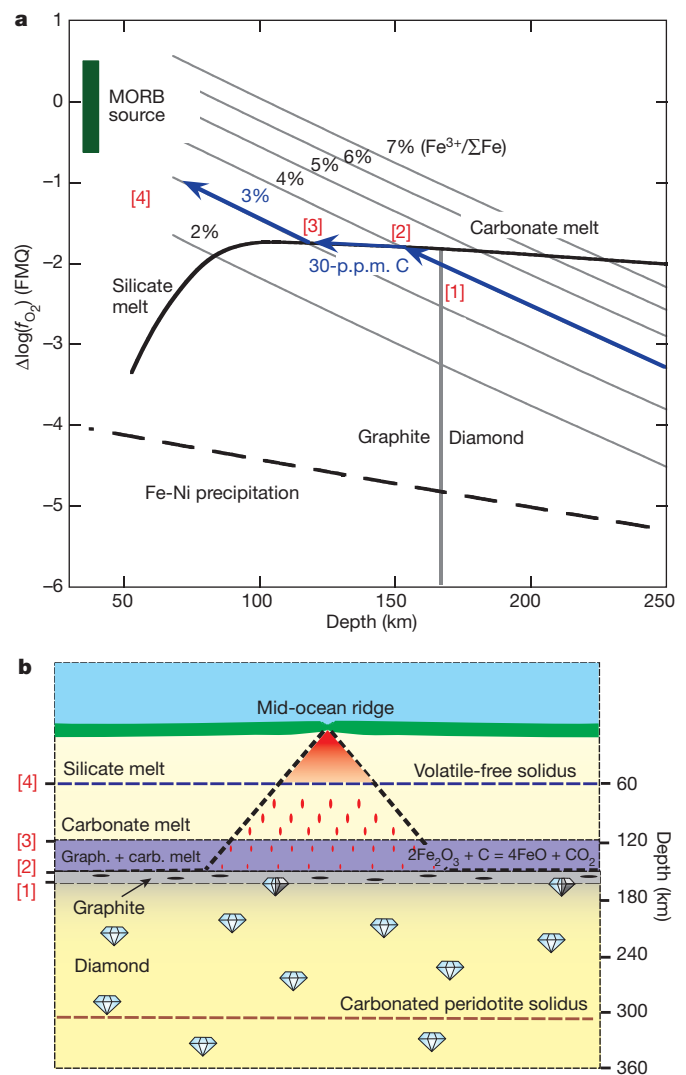 a
1
0
−1
−2
−3
−4
−5
−6
Δlog(fO2) (FMQ)
MORB
source
7% (Fe3+/∑Fe)
6%
5%
4%
3%
2%
[4]
[3]
[2]
[1]
Carbonate melt
30-p.p.m. C
Silicate
melt
Graphite
Diamond
Fe-Ni precipitation
50
100
150
200
250
Depth (km)
b
Mid-ocean ridge
Silicate melt
Volatile-free solidus
[4]
60
Carbonate melt
[3]
120
Graph. + carb. melt
2Fe2O3 + C = 4FeO + CO2
[2]
[1]
Graphite
180
Diamond
240
Carbonated peridotite solidus
300
360
Depth (km)